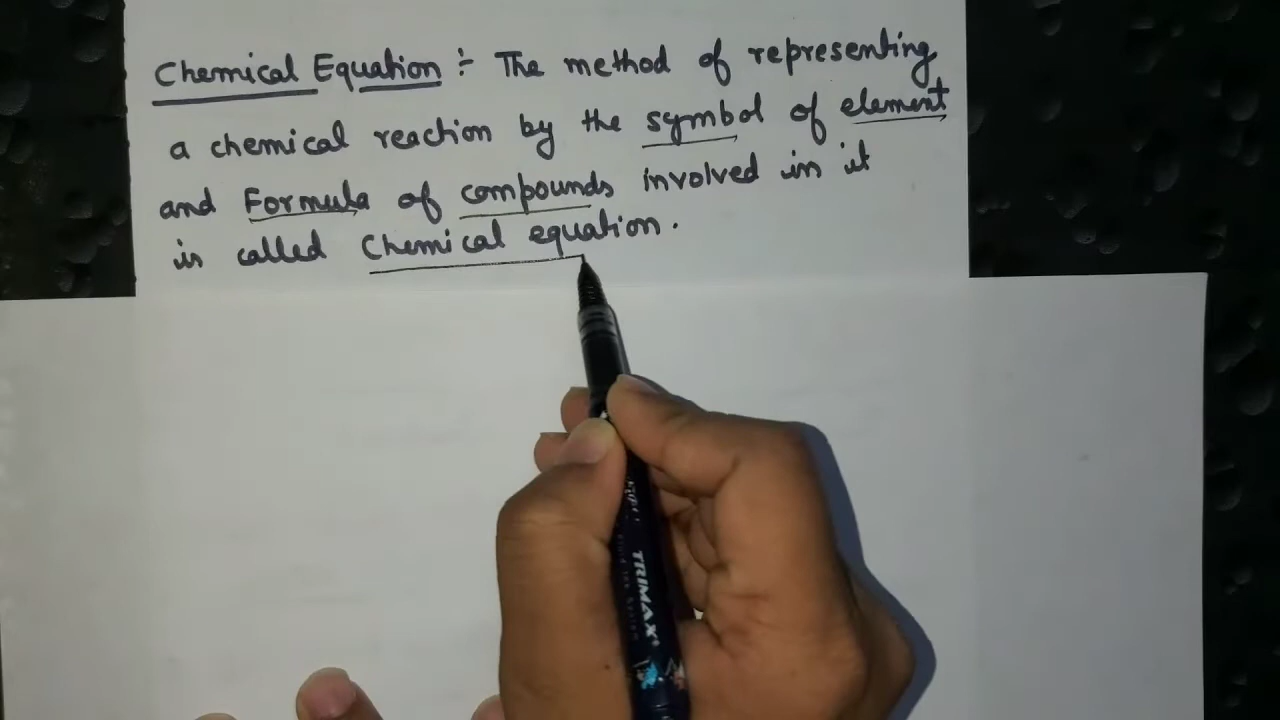 Chemical Equation :- The method of representing
a chemical reaction by the symbol of element
and Formula of compounds involved in it
is called Chemical equation.
TRIMAX